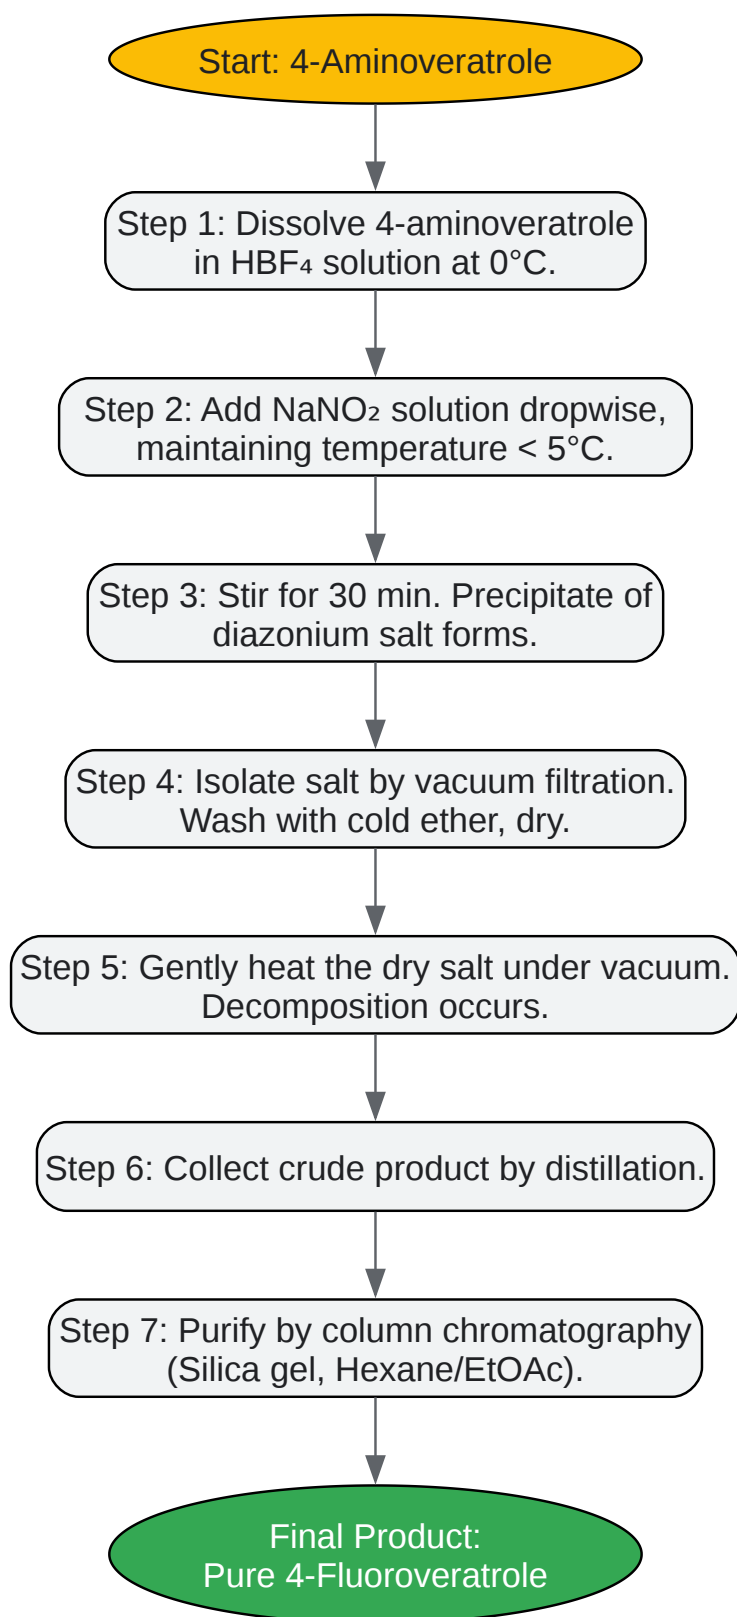 Start: 4-Aminoveratrole
Step 1: Dissolve 4-aminoveratrole
in HBF₄ solution at 0°C.
Step 2: Add NaNO₂ solution dropwise,
maintaining temperature < 5°C.
Step 3: Stir for 30 min. Precipitate of
diazonium salt forms.
Step 4: Isolate salt by vacuum filtration.
Wash with cold ether, dry.
Step 5: Gently heat the dry salt under vacuum.
Decomposition occurs.
Step 6: Collect crude product by distillation.
Step 7: Purify by column chromatography
(Silica gel, Hexane/EtOAc).
Final Product:
Pure 4-Fluoroveratrole